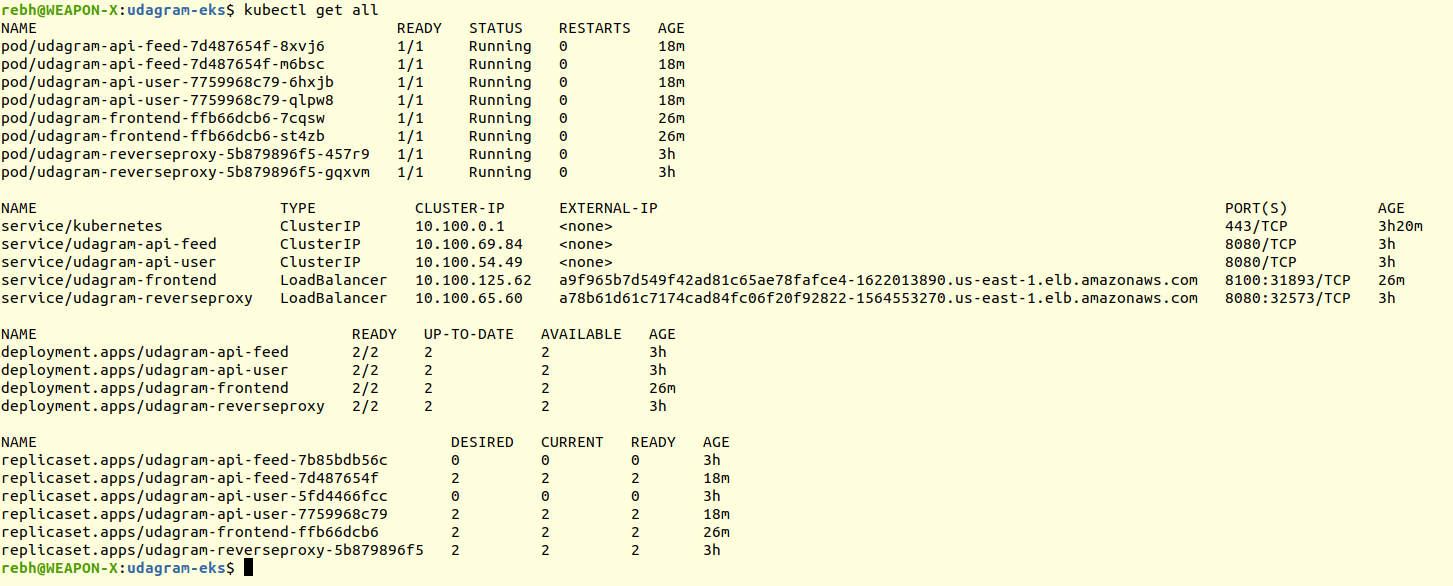 rebh@WEAPON-X:udagram-eks$ kubectl get all
NAME                                        READY   STATUS    RESTARTS   AGE
pod/udagram-api-feed-7d487654f-8xvj6        1/1     Running   0          18m
pod/udagram-api-feed-7d487654f-m6bsc        1/1     Running   0          18m
pod/udagram-api-user-7759968c79-6hxjb       1/1     Running   0          18m
pod/udagram-api-user-7759968c79-qlpw8       1/1     Running   0          18m
pod/udagram-frontend-ffb66dcb6-7cqsw        1/1     Running   0          26m
pod/udagram-frontend-ffb66dcb6-st4zb        1/1     Running   0          26m
pod/udagram-reverseproxy-5b879896f5-457r9   1/1     Running   0          3h
pod/udagram-reverseproxy-5b879896f5-gqxvm   1/1     Running   0          3h

NAME                           TYPE           CLUSTER-IP      EXTERNAL-IP                                                               PORT(S)          AGE
service/kubernetes             ClusterIP      10.100.0.1      <none>                                                                    443/TCP          3h20m
service/udagram-api-feed       ClusterIP      10.100.69.84    <none>                                                                    8080/TCP         3h
service/udagram-api-user       ClusterIP      10.100.54.49    <none>                                                                    8080/TCP         3h
service/udagram-frontend       LoadBalancer   10.100.125.62   a9f965b7d549f42ad81c65ae78fafce4-1622013890.us-east-1.elb.amazonaws.com   8100:31893/TCP   26m
service/udagram-reverseproxy   LoadBalancer   10.100.65.60    a78b61d61c7174cad84fc06f20f92822-1564553270.us-east-1.elb.amazonaws.com   8080:32573/TCP   3h

NAME                                   READY   UP-TO-DATE   AVAILABLE   AGE
deployment.apps/udagram-api-feed       2/2     2            2           3h
deployment.apps/udagram-api-user       2/2     2            2           3h
deployment.apps/udagram-frontend       2/2     2            2           26m
deployment.apps/udagram-reverseproxy   2/2     2            2           3h

NAME                                              DESIRED   CURRENT   READY   AGE
replicaset.apps/udagram-api-feed-7b85bdb56c       0         0         0       3h
replicaset.apps/udagram-api-feed-7d487654f        2         2         2       18m
replicaset.apps/udagram-api-user-5fd4466fcc       0         0         0       3h
replicaset.apps/udagram-api-user-7759968c79       2         2         2       18m
replicaset.apps/udagram-frontend-ffb66dcb6        2         2         2       26m
replicaset.apps/udagram-reverseproxy-5b879896f5   2         2         2       3h
rebh@WEAPON-X:udagram-eks$